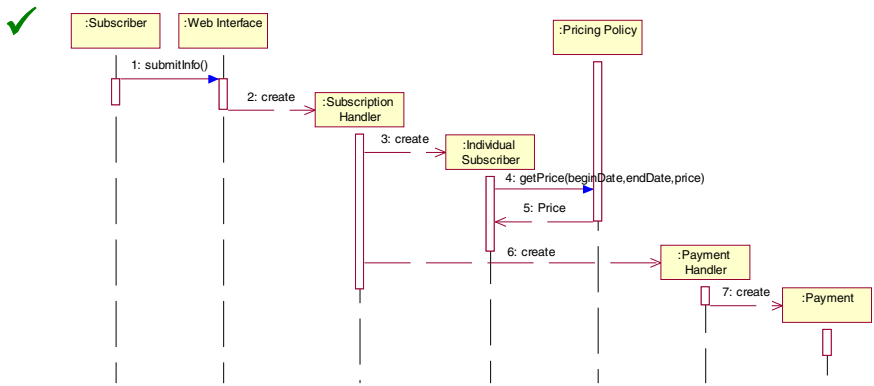 :Subscriber
:Web Interface
:Pricing Policy
1: submitInfo()
2: create
:Subscription
Handler
3: create
:Individual
Subscriber
4: getPrice(beginDate,endDate,price)
5: Price
6: create
:Payment
Handler
7: create
:Payment